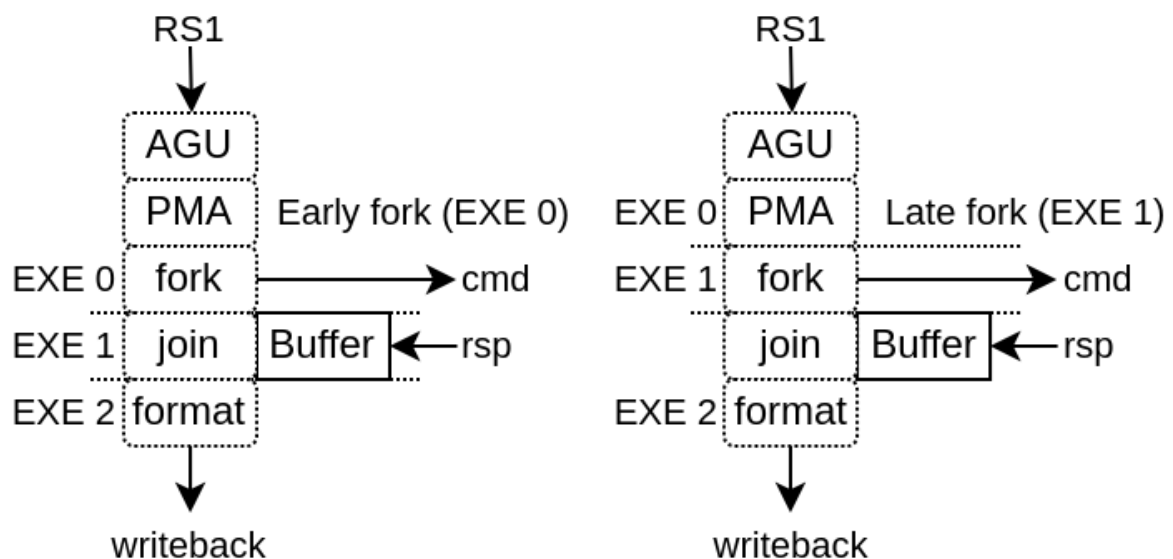 RS1
AGU
PMA
Early fork (EXE 0)
EXE 0
fork
cmd
EXE 1
join
Buffer
rsp
EXE 2
format
writeback
RS1
AGU
EXE 0
PMA
Late fork (EXE 1)
EXE 1
fork
cmd
join
Buffer
rsp
EXE 2
format
writeback